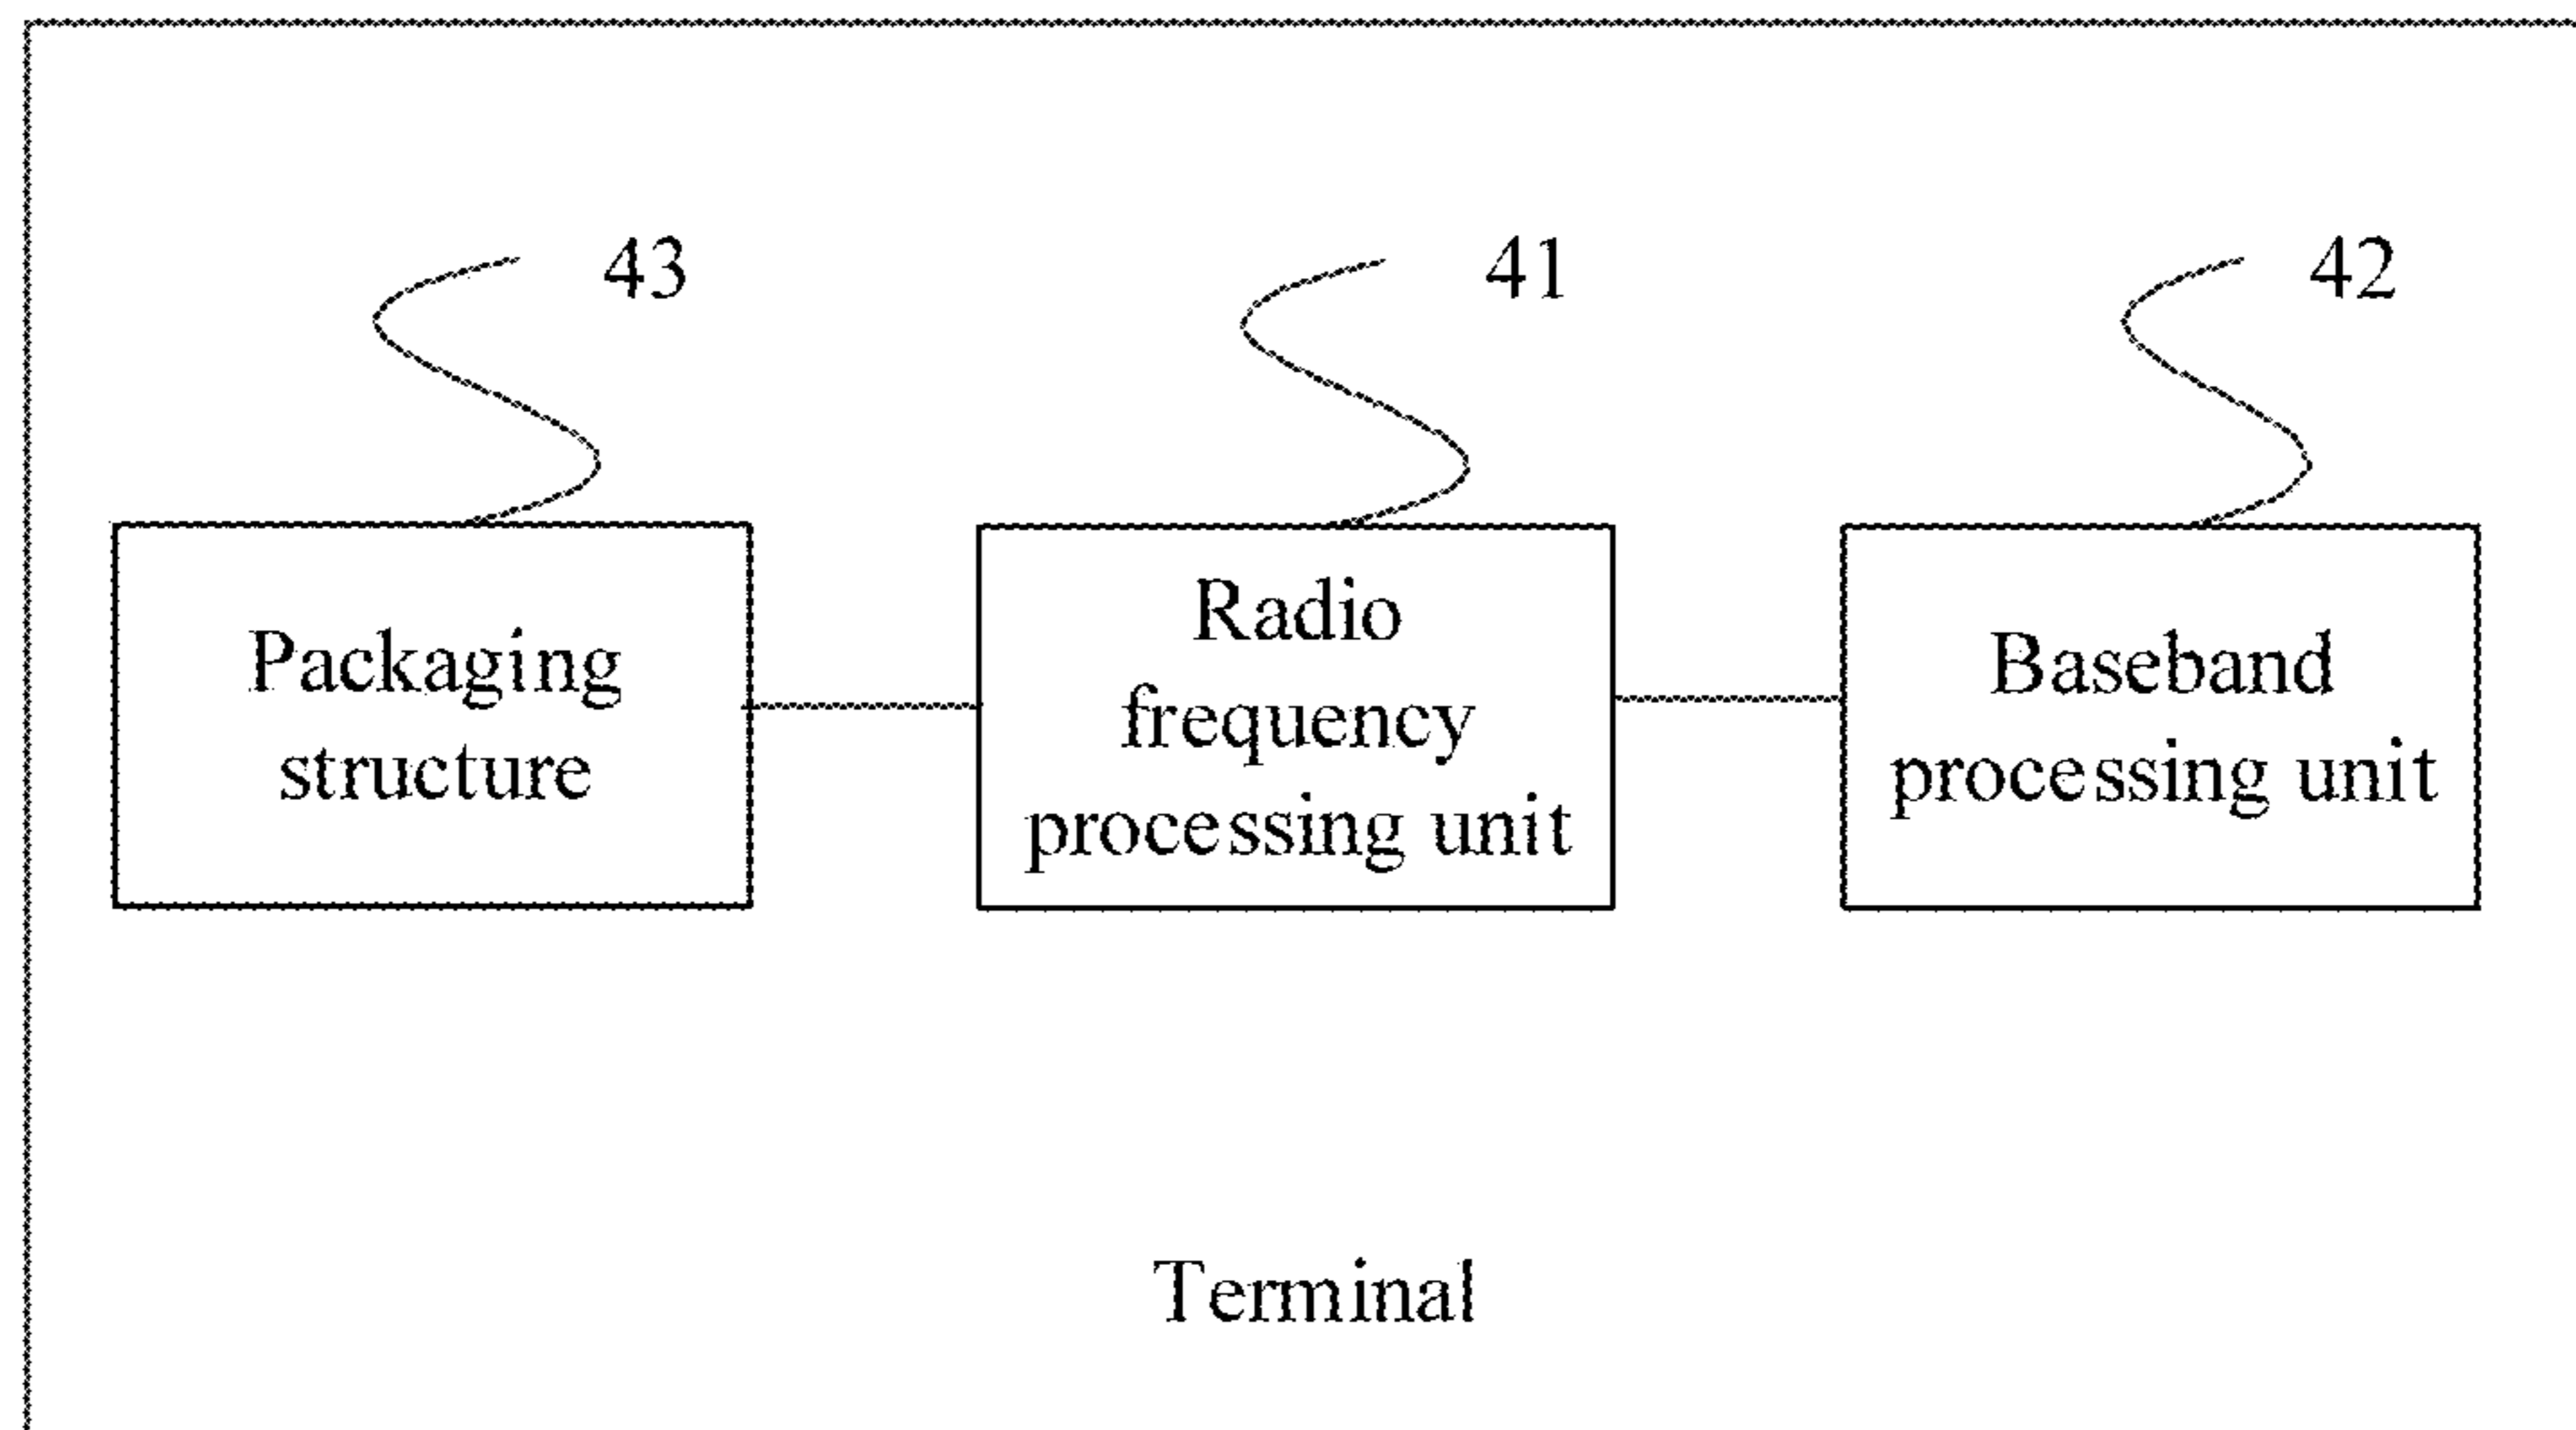 43
41
42
Packaging
structure
Radio
frequency
processing unit
Baseband
processing unit
Terminal